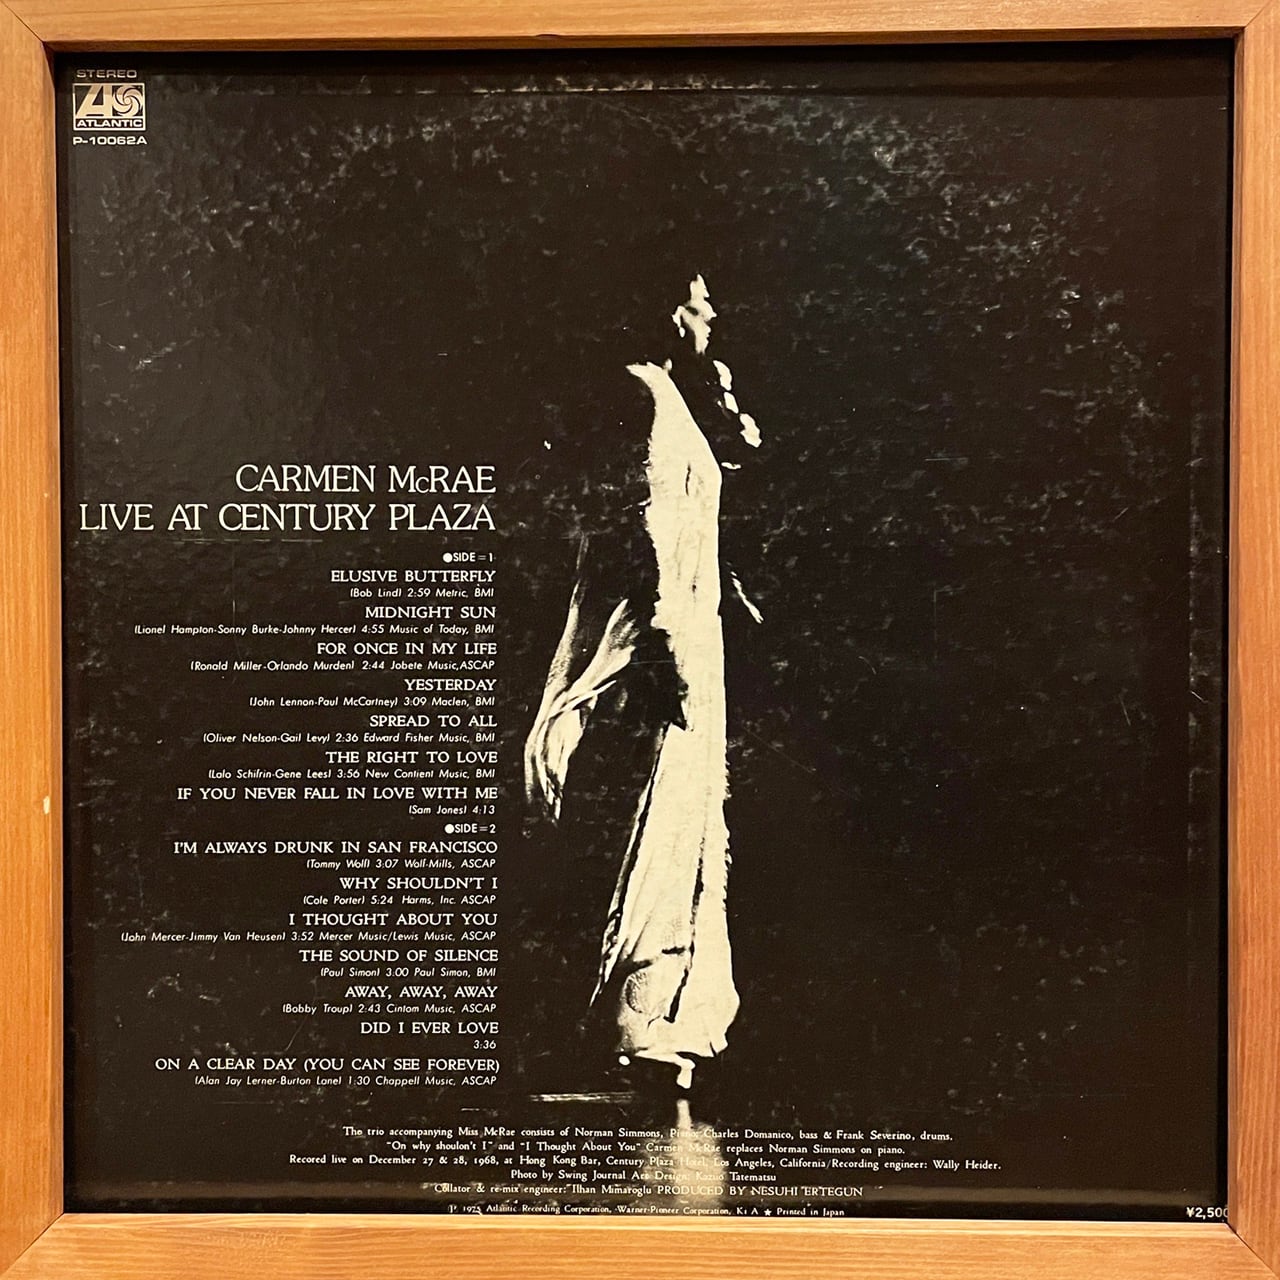 STEREO
ATLANTIC
P-10062A
CARMEN McRAE
LIVE AT CENTURY PLAZA
●SIDE=1
ELUSIVE BUTTERFLY
(Bob Lind) 2:59 Metric, BMI
MIDNIGHT SUN
(Lionel Hampton-Sonny Burke-Johnny Hercer) 4:55 Music of Today, BMI
FOR ONCE IN MY LIFE
(Ronald Miller-Orlando Murden) 2:44 Jobete Music,ASCAP
YESTERDAY
(John Lennon-Paul McCartney) 3:09 Maclen, BMI
SPREAD TO ALL
(Oliver Nelson-Gail Levy) 2:36 Edward Fisher Music, BMI
THE RIGHT TO LOVE
(Lalo Schifrin-Gene Lees) 3:56 New Contient Music, BMI
IF YOU NEVER FALL IN LOVE WITH ME
(Sam Jones) 4:13
●SIDE=2
I'M ALWAYS DRUNK IN SAN FRANCISCO
(Tommy Wolf) 3:07 Wolf-Mills, ASCAP
WHY SHOULDN'T I
(Cole Porter) 5:24 Harms, Inc. ASCAP
I THOUGHT ABOUT YOU
(John Mercer-Jimmy Van Heusen) 3:52 Mercer Music/Lewis Music, ASCAP
THE SOUND OF SILENCE
(Paul Simon) 3:00 Paul Simon, BMI
AWAY, AWAY, AWAY
(Bobby Troup) 2:43 Cintom Music, ASCAP
DID I EVER LOVE
3:36
ON A CLEAR DAY (YOU CAN SEE FOREVER)
(Alan Jay Lerner-Burton Lane) 1:30 Chappell Music, ASCAP
The trio accompanying Miss McRae consists of Norman Simmons, Piano, Charles Domanico, bass & Frank Severino, drums.
"On why shouln't I" and "I Thought About You" Carmen McRae replaces Norman Simmons on piano.
Recored live on December 27 & 28, 1968, at Hong Kong Bar, Century Plaza Hotel, Los Angeles, California/Recording engineer: Wally Heider.
Photo by Swing Journal Art Design: Kazuo Tatematsu
Collator & re-mix engineer: Ilhan Mimaroglu PRODUCED BY NESUHI ERTEGUN
Ⓟ 1975 Atlantic Recording Corporation, Warner-Pioneer Corporation, K1 A ★ Printed in Japan
¥2,500